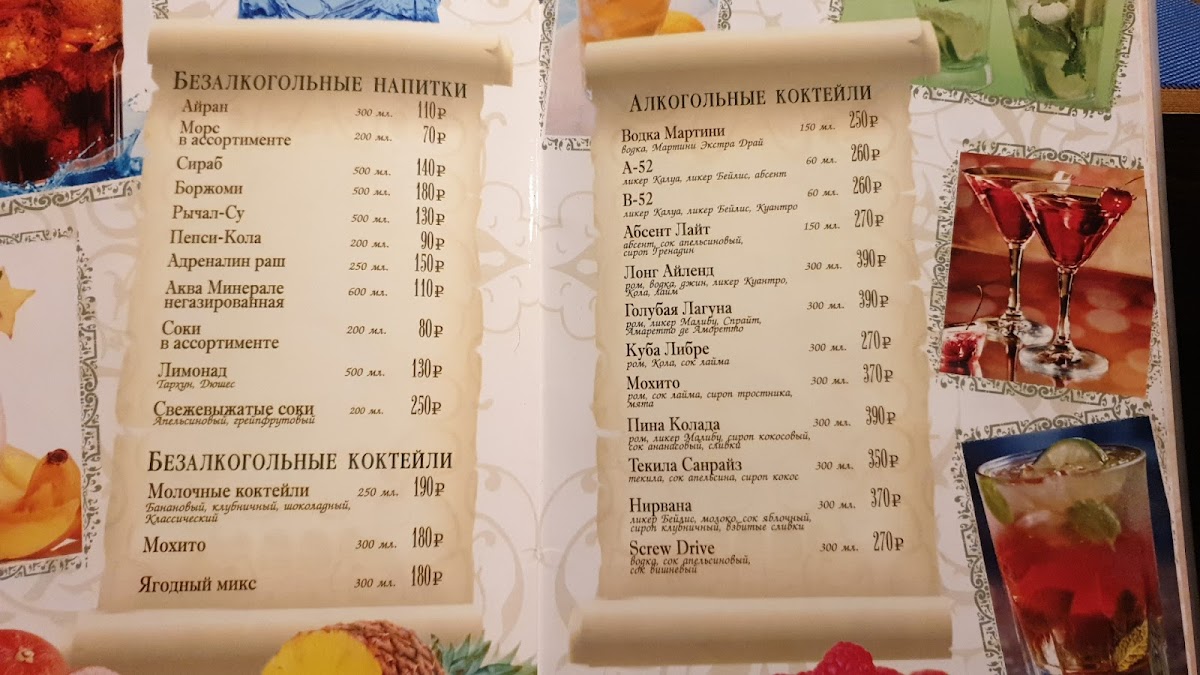 Безалкогольные напитки
Айран 300 мл. 110₽
Морс
в ассортименте 200 мл. 70₽
Сираб 500 мл. 140₽
Боржоми 500 мл. 180₽
Рычал-Су 500 мл. 130₽
Пепси-Кола 200 мл. 90₽
Адреналин раш 250 мл. 150₽
Аква Минерале
негазированная 600 мл. 110₽
Соки
в ассортименте 200 мл. 80₽
Лимонад 500 мл. 130₽
Тархун, Дюшес
Свежевыжатые соки 200 мл. 250₽
Апельсиновый, грейпфрутовый
Безалкогольные коктейли
Молочные коктейли 250 мл. 190₽
Банановый, клубничный, шоколадный,
Классический
Мохито 300 мл. 180₽
Ягодный микс 300 мл. 180₽
Алкогольные коктейли
Водка Мартини 150 мл. 250₽
водка, Мартини Экстра Драй
А-52 60 мл. 260₽
ликер Калуа, ликер Бейлис, абсент
В-52 60 мл. 260₽
ликер Калуа, ликер Бейлис, Куантро
Абсент Лайт 150 мл. 270₽
абсент, сок апельсиновый,
сироп Гренадин
Лонг Айленд 300 мл. 390₽
ром, водка, джин, ликер Куантро,
Кола, лайм
Голубая Лагуна 300 мл. 390₽
ром, ликер Малибу, Спрайт,
Амаретто де Аморетто
Куба Либре 300 мл. 270₽
ром, Кола, сок лайма
Мохито 300 мл. 370₽
ром, сок лайма, сироп тростника,
мята
Пина Колада 300 мл. 390₽
ром, ликер Малибу, сироп кокосовый,
сок ананасовый, сливки
Текила Санрайз 300 мл. 350₽
текила, сок апельсина, сироп кокос
Нирвана 300 мл. 370₽
ликер Бейлис, молоко, сок яблочный,
сироп клубничный, взбитые сливки
Screw Drive 300 мл. 270₽
водка, сок апельсиновый,
сок вишневый